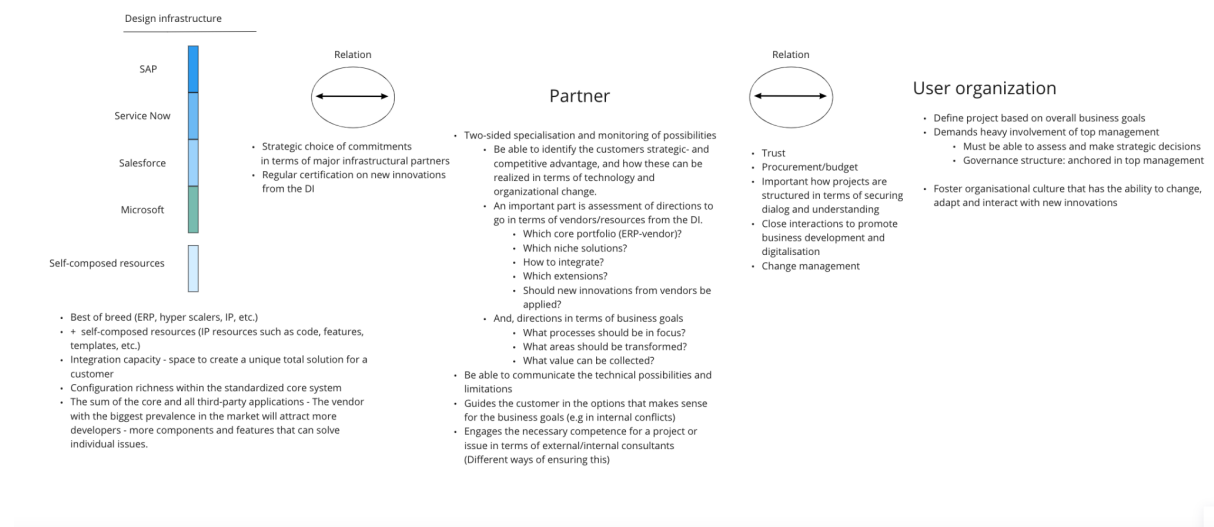 Design infrastructure
SAP
Service Now
Salesforce
Microsoft
Self-composed resources
• Best of breed (ERP, hyper scalers, IP, etc.)
• + self-composed resources (IP resources such as code, features,
templates, etc.)
• Integration capacity - space to create a unique total solution for a
customer
• Configuration richness within the standardized core system
• The sum of the core and all third-party applications - The vendor
with the biggest prevalence in the market will attract more
developers - more components and features that can solve
individual issues.
Relation
• Strategic choice of commitments
in terms of major infrastructural partners
• Regular certification on new innovations
from the DI
Partner
• Two-sided specialisation and monitoring of possibilities
• Be able to identify the customers strategic- and
competitive advantage, and how these can be
realized in terms of technology and
organizational change.
• An important part is assessment of directions to
go in terms of vendors/resources from the DI.
• Which core portfolio (ERP-vendor)?
• Which niche solutions?
• How to integrate?
• Which extensions?
• Should new innovations from vendors be
applied?
• And, directions in terms of business goals
• What processes should be in focus?
• What areas should be transformed?
• What value can be collected?
• Be able to communicate the technical possibilities and
limitations
• Guides the customer in the options that makes sense
for the business goals (e.g in internal conflicts)
• Engages the necessary competence for a project or
issue in terms of external/internal consultants
(Different ways of ensuring this)
Relation
• Trust
• Procurement/budget
• Important how projects are
structured in terms of securing
dialog and understanding
• Close interactions to promote
business development and
digitalisation
• Change management
User organization
• Define project based on overall business goals
• Demands heavy involvement of top management
• Must be able to assess and make strategic decisions
• Governance structure: anchored in top management
• Foster organisational culture that has the ability to change,
adapt and interact with new innovations